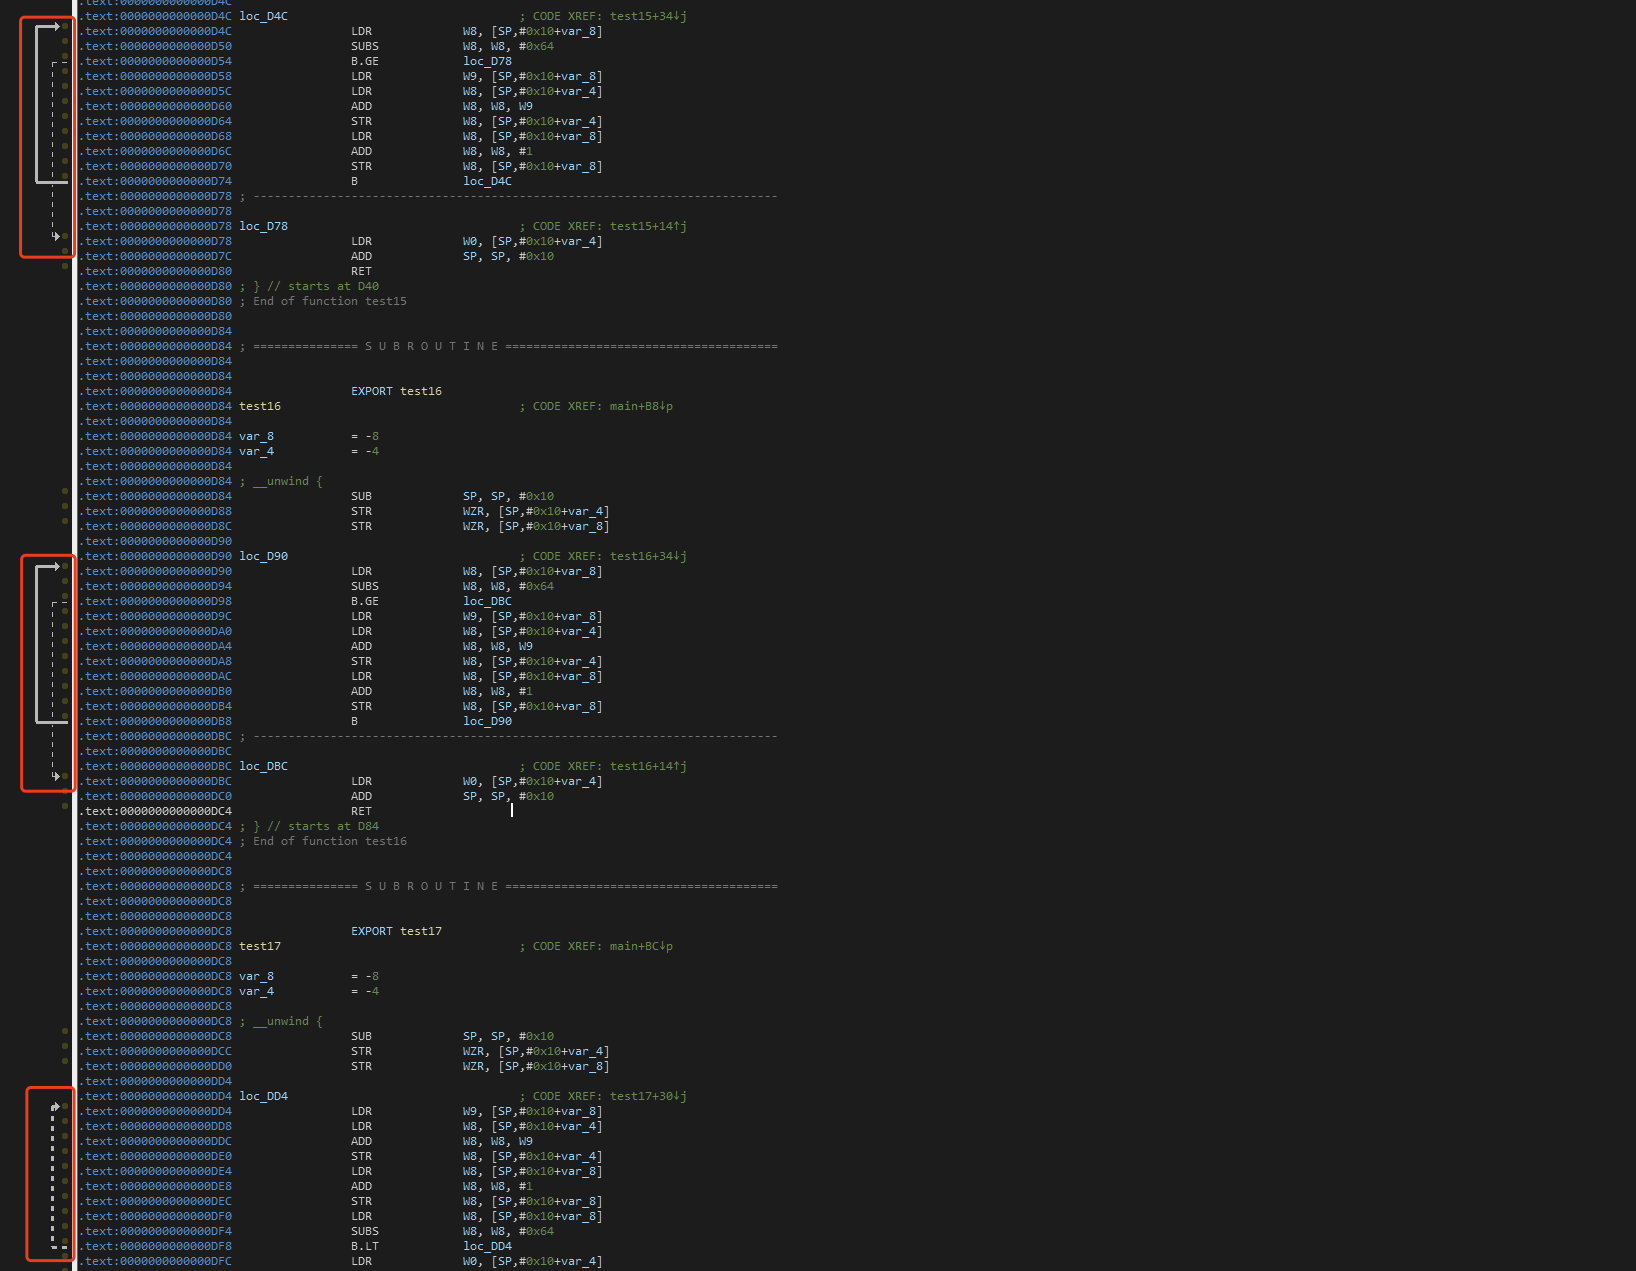 .text:0000000000000D4C
.text:0000000000000D4C loc_D4C ; CODE XREF: test15+34↓j
.text:0000000000000D4C LDR W8, [SP,#0x10+var_8]
.text:0000000000000D50 SUBS W8, W8, #0x64
.text:0000000000000D54 B.GE loc_D78
.text:0000000000000D58 LDR W9, [SP,#0x10+var_8]
.text:0000000000000D5C LDR W8, [SP,#0x10+var_4]
.text:0000000000000D60 ADD W8, W8, W9
.text:0000000000000D64 STR W8, [SP,#0x10+var_4]
.text:0000000000000D68 LDR W8, [SP,#0x10+var_8]
.text:0000000000000D6C ADD W8, W8, #1
.text:0000000000000D70 STR W8, [SP,#0x10+var_8]
.text:0000000000000D74 B loc_D4C
.text:0000000000000D78 ; ---------------------------------------------------------------------------
.text:0000000000000D78
.text:0000000000000D78 loc_D78 ; CODE XREF: test15+14↑j
.text:0000000000000D78 LDR W0, [SP,#0x10+var_4]
.text:0000000000000D7C ADD SP, SP, #0x10
.text:0000000000000D80 RET
.text:0000000000000D80 ; } // starts at D40
.text:0000000000000D80 ; End of function test15
.text:0000000000000D80
.text:0000000000000D84
.text:0000000000000D84 ; =============== S U B R O U T I N E =======================================
.text:0000000000000D84
.text:0000000000000D84
.text:0000000000000D84 EXPORT test16
.text:0000000000000D84 test16 ; CODE XREF: main+B8↓p
.text:0000000000000D84
.text:0000000000000D84 var_8 = -8
.text:0000000000000D84 var_4 = -4
.text:0000000000000D84
.text:0000000000000D84 ; __unwind {
.text:0000000000000D84 SUB SP, SP, #0x10
.text:0000000000000D88 STR WZR, [SP,#0x10+var_4]
.text:0000000000000D8C STR WZR, [SP,#0x10+var_8]
.text:0000000000000D90
.text:0000000000000D90 loc_D90 ; CODE XREF: test16+34↓j
.text:0000000000000D90 LDR W8, [SP,#0x10+var_8]
.text:0000000000000D94 SUBS W8, W8, #0x64
.text:0000000000000D98 B.GE loc_DBC
.text:0000000000000D9C LDR W9, [SP,#0x10+var_8]
.text:0000000000000DA0 LDR W8, [SP,#0x10+var_4]
.text:0000000000000DA4 ADD W8, W8, W9
.text:0000000000000DA8 STR W8, [SP,#0x10+var_4]
.text:0000000000000DAC LDR W8, [SP,#0x10+var_8]
.text:0000000000000DB0 ADD W8, W8, #1
.text:0000000000000DB4 STR W8, [SP,#0x10+var_8]
.text:0000000000000DB8 B loc_D90
.text:0000000000000DBC ; ---------------------------------------------------------------------------
.text:0000000000000DBC
.text:0000000000000DBC loc_DBC ; CODE XREF: test16+14↑j
.text:0000000000000DBC LDR W0, [SP,#0x10+var_4]
.text:0000000000000DC0 ADD SP, SP, #0x10
.text:0000000000000DC4 RET
.text:0000000000000DC4 ; } // starts at D84
.text:0000000000000DC4 ; End of function test16
.text:0000000000000DC4
.text:0000000000000DC8
.text:0000000000000DC8 ; =============== S U B R O U T I N E =======================================
.text:0000000000000DC8
.text:0000000000000DC8
.text:0000000000000DC8 EXPORT test17
.text:0000000000000DC8 test17 ; CODE XREF: main+BC↓p
.text:0000000000000DC8
.text:0000000000000DC8 var_8 = -8
.text:0000000000000DC8 var_4 = -4
.text:0000000000000DC8
.text:0000000000000DC8 ; __unwind {
.text:0000000000000DC8 SUB SP, SP, #0x10
.text:0000000000000DCC STR WZR, [SP,#0x10+var_4]
.text:0000000000000DD0 STR WZR, [SP,#0x10+var_8]
.text:0000000000000DD4
.text:0000000000000DD4 loc_DD4 ; CODE XREF: test17+30↓j
.text:0000000000000DD4 LDR W9, [SP,#0x10+var_8]
.text:0000000000000DD8 LDR W8, [SP,#0x10+var_4]
.text:0000000000000DDC ADD W8, W8, W9
.text:0000000000000DE0 STR W8, [SP,#0x10+var_4]
.text:0000000000000DE4 LDR W8, [SP,#0x10+var_8]
.text:0000000000000DE8 ADD W8, W8, #1
.text:0000000000000DEC STR W8, [SP,#0x10+var_8]
.text:0000000000000DF0 LDR W8, [SP,#0x10+var_8]
.text:0000000000000DF4 SUBS W8, W8, #0x64
.text:0000000000000DF8 B.LT loc_DD4
.text:0000000000000DFC LDR W0, [SP,#0x10+var_4]